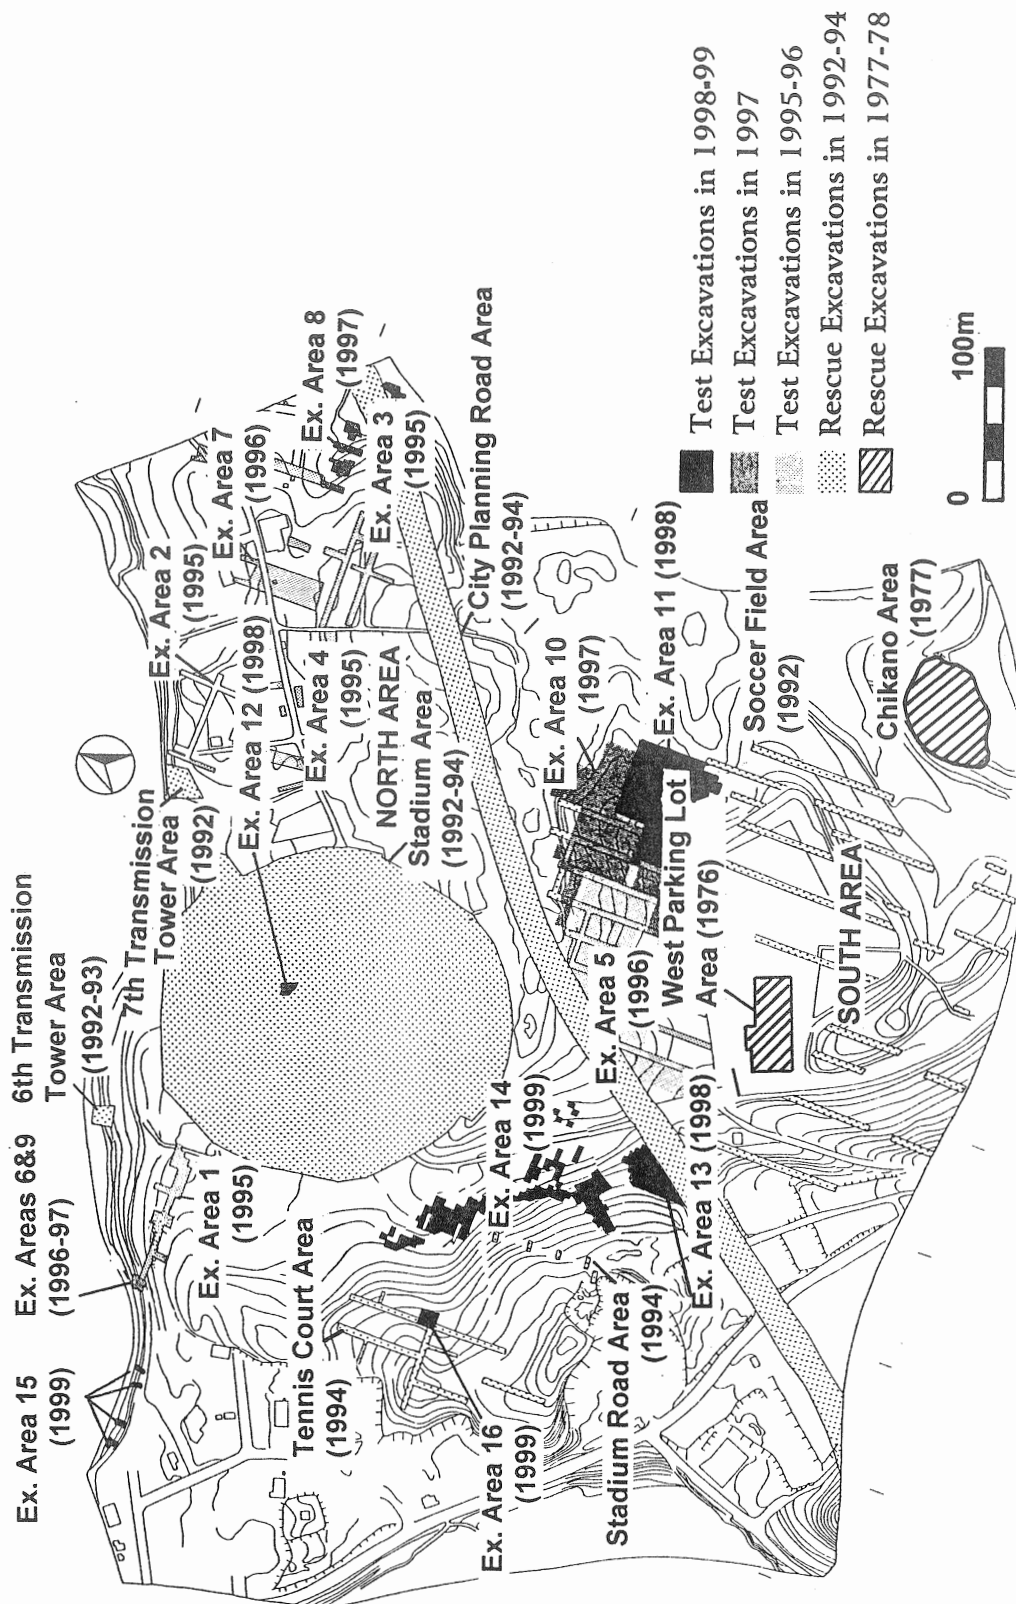 Ex. Area 15
(1999)
Ex. Areas 6&9
(1996-97)
6th Transmission
Tower Area
(1992-93)
7th Transmission
Tower Area
(1992)
Ex. Area 2
(1995)
Ex. Area 12 (1998)
Ex. Area 7
(1996)
Ex. Area 8
(1997)
Ex. Area 1
(1995)
Ex. Area 4
(1995)
Ex. Area 3
(1995)
Tennis Court Area
(1994)
NORTH AREA
Stadium Area
(1992-94)
City Planning Road Area
(1992-94)
Ex. Area 16
(1999)
Ex. Area 14
(1999)
Ex. Area 10
(1997)
Ex. Area 5
(1996)
Stadium Road Area
(1994)
Ex. Area 11 (1998)
West Parking Lot
Area (1976)
Ex. Area 13 (1998)
Soccer Field Area
(1992)
SOUTH AREA
Chikano Area
(1977)
Test Excavations in 1998-99
Test Excavations in 1997
Test Excavations in 1995-96
Rescue Excavations in 1992-94
Rescue Excavations in 1977-78
0 100m